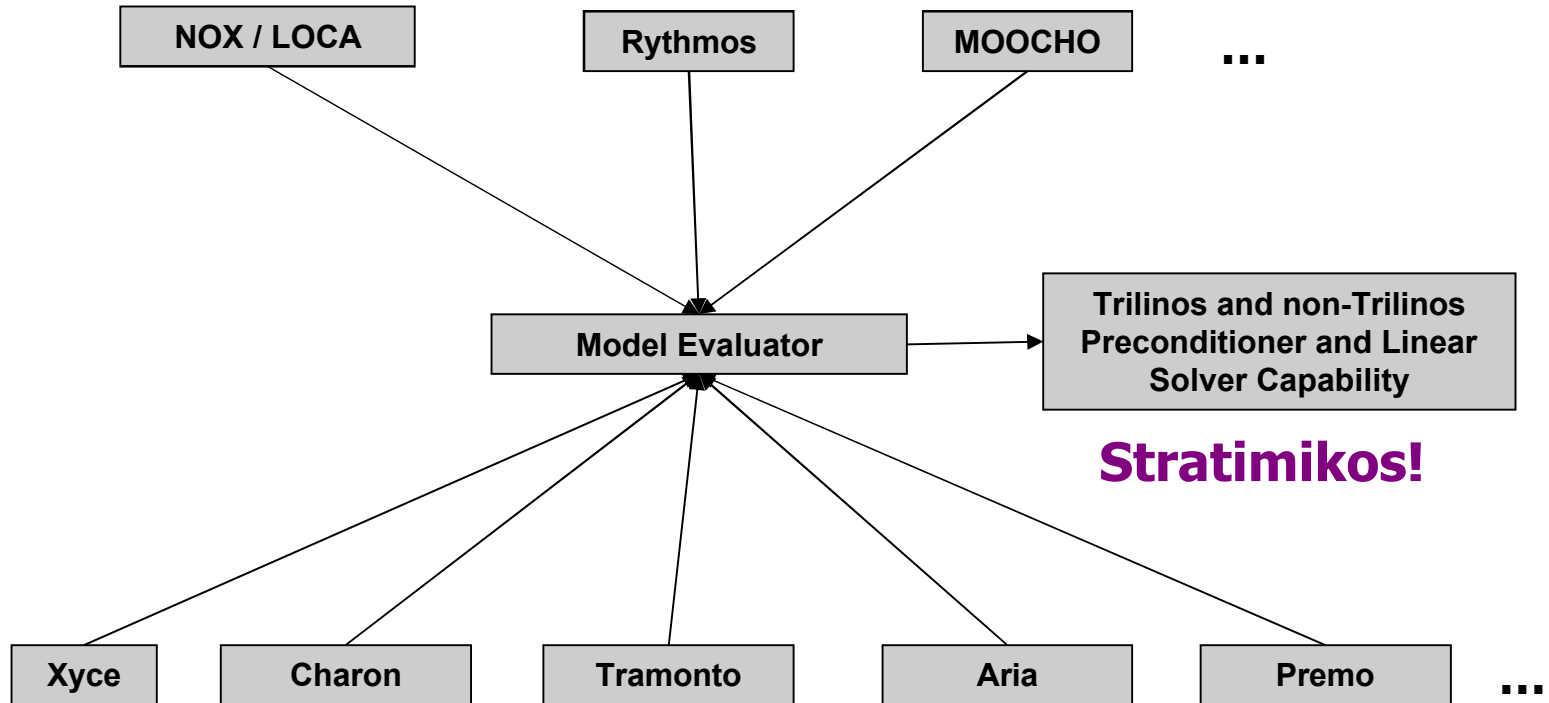 NOX / LOCA
Rythmos
MOOCHO
...
Model Evaluator
Trilinos and non-Trilinos
Preconditioner and Linear
Solver Capability
Stratimikos!
Xyce
Charon
Tramonto
Aria
Premo
...